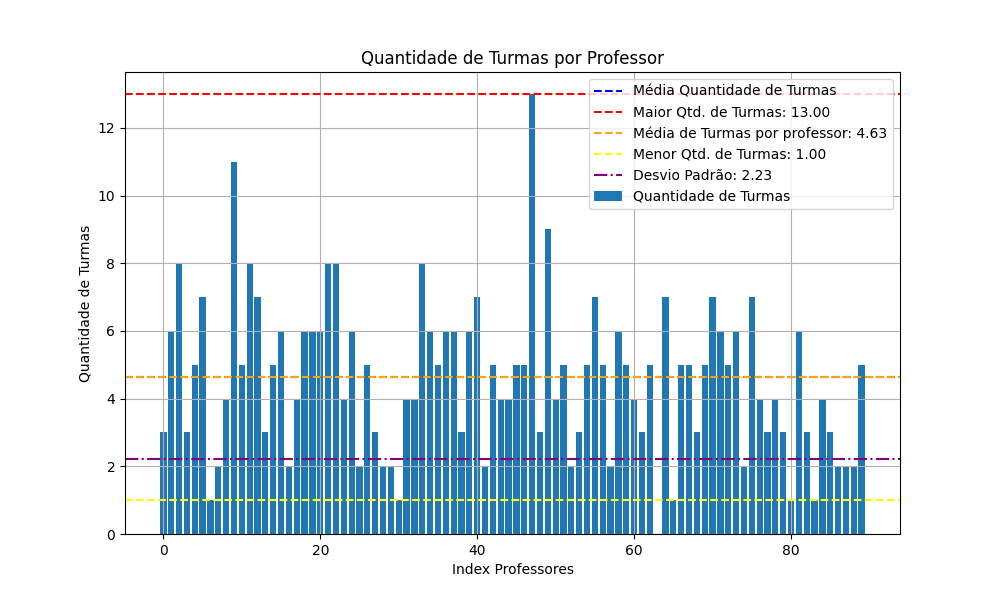 Quantidade de Turmas por Professor
Média Quantidade de Turmas
Maior Qtd. de Turmas: 13.00
Média de Turmas por professor: 4.63
Menor Qtd. de Turmas: 1.00
Desvio Padrão: 2.23
Quantidade de Turmas
Quantidade de Turmas
12
10
8
6
4
2
0
0 20 40 60 80
Index Professores